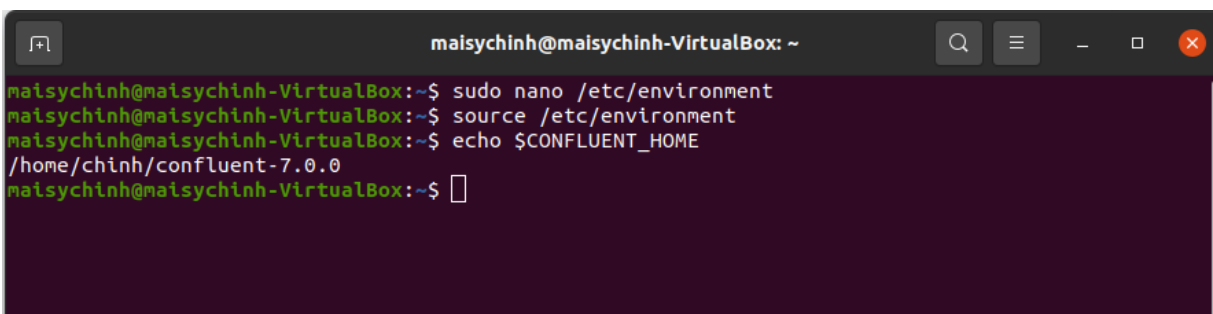 maisychinh@maisychinh-VirtualBox: ~
maisychinh@maisychinh-VirtualBox:~$ sudo nano /etc/environment
maisychinh@maisychinh-VirtualBox:~$ source /etc/environment
maisychinh@maisychinh-VirtualBox:~$ echo $CONFLUENT_HOME
/home/chinh/confluent-7.0.0
maisychinh@maisychinh-VirtualBox:~$